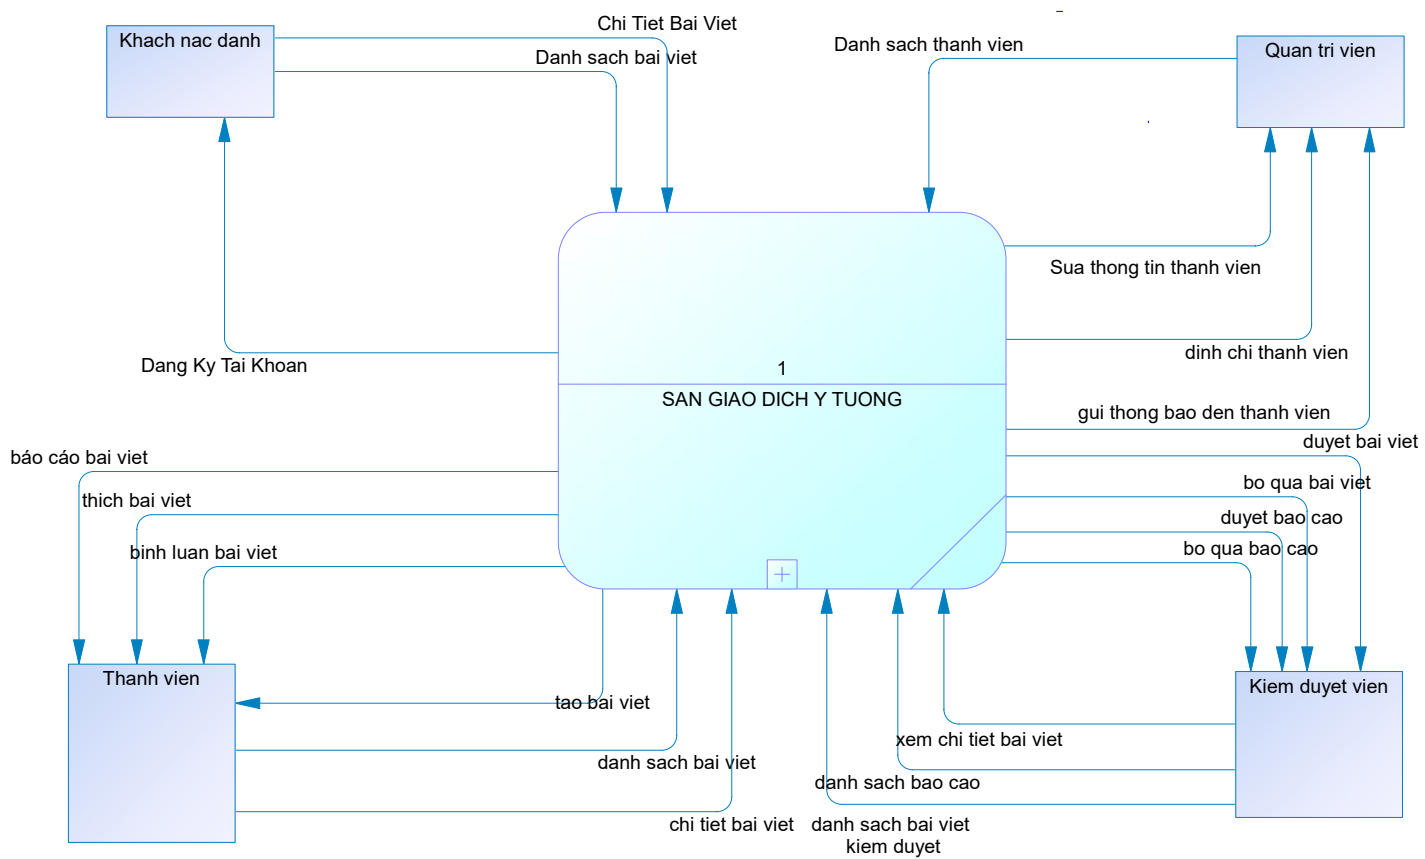 Chi Tiet Bai Viet
Khach nac danh
Danh sach bai viet
Danh sach thanh vien
Quan tri vien
Sua thong tin thanh vien
dinh chi thanh vien
Dang Ky Tai Khoan
1
SAN GIAO DICH Y TUONG
gui thong bao den thanh vien
duyet bai viet
báo cáo bai viet
bo qua bai viet
thich bai viet
duyet bao cao
binh luan bai viet
bo qua bao cao
Thanh vien
Kiem duyet vien
tao bai viet
xem chi tiet bai viet
danh sach bai viet
danh sach bao cao
chi tiet bai viet
danh sach bai viet
kiem duyet